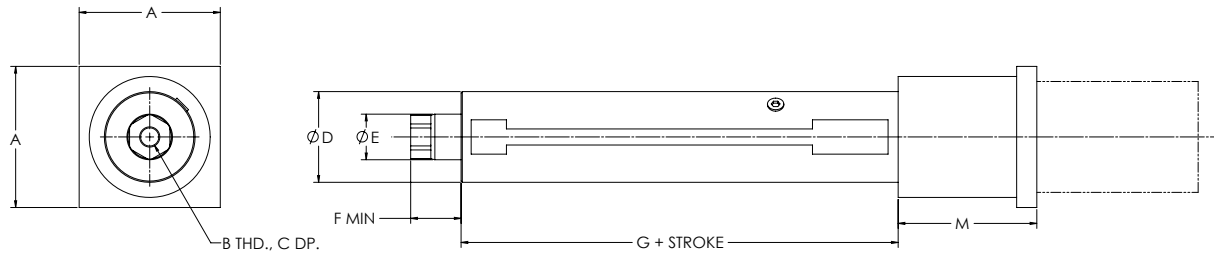 A
A
B THD., C DP.
ØD
ØE
F MIN
G + STROKE
M